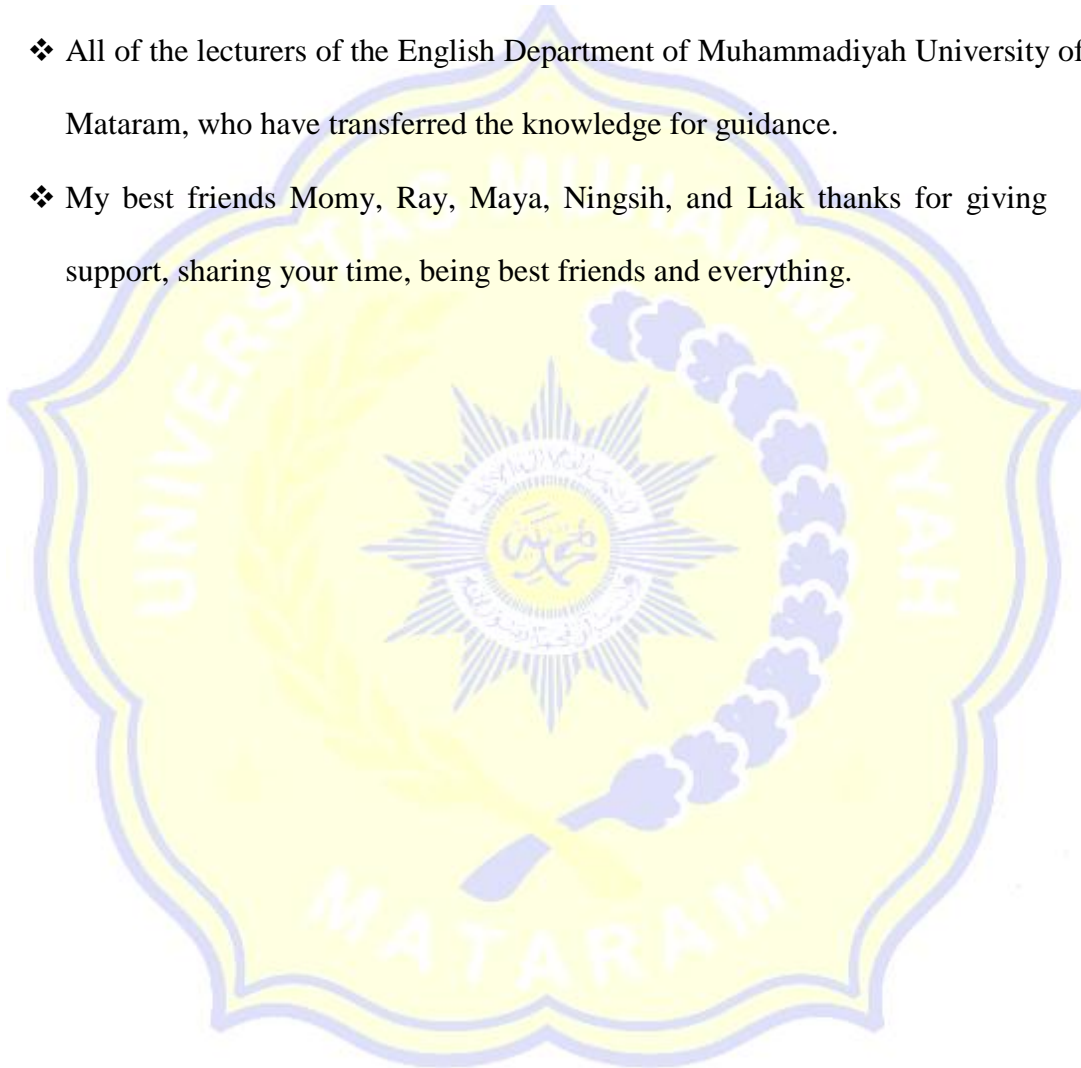 ❖ All of the lecturers of the English Department of Muhammadiyah University of
Mataram, who have transferred the knowledge for guidance.
❖ My best friends Momy, Ray, Maya, Ningsih, and Liak thanks for giving
support, sharing your time, being best friends and everything.
UNIVERSITAS MUHAMMADIYAH
MATARAM